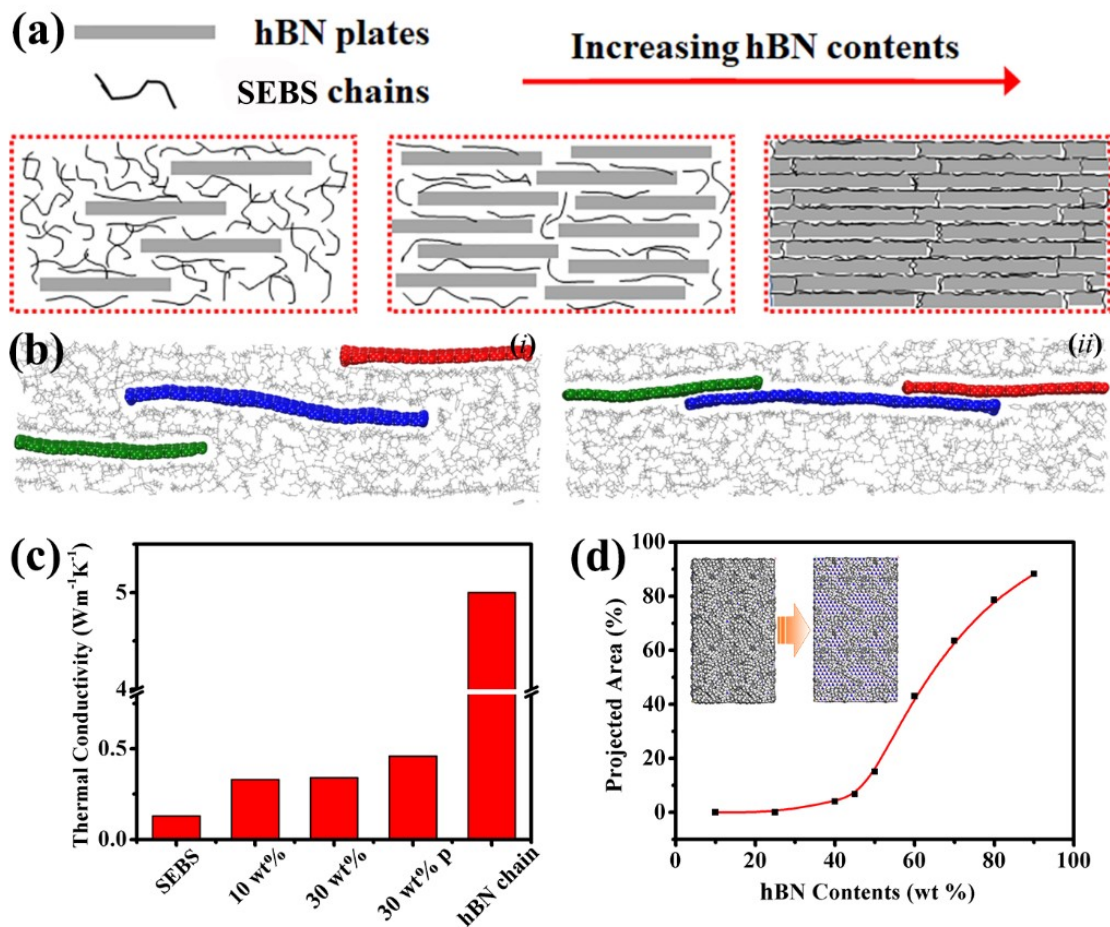 (a)
hBN plates
SEBS chains
Increasing hBN contents
(b)
(i)
(ii)
(c)
Thermal Conductivity (Wm⁻¹K⁻¹)
5
4
0.5
0.0
SEBS
10 wt%
30 wt%
30 wt% p
hBN chain
(d)
Projected Area (%)
100
80
60
40
20
0
0 20 40 60 80 100
hBN Contents (wt %)